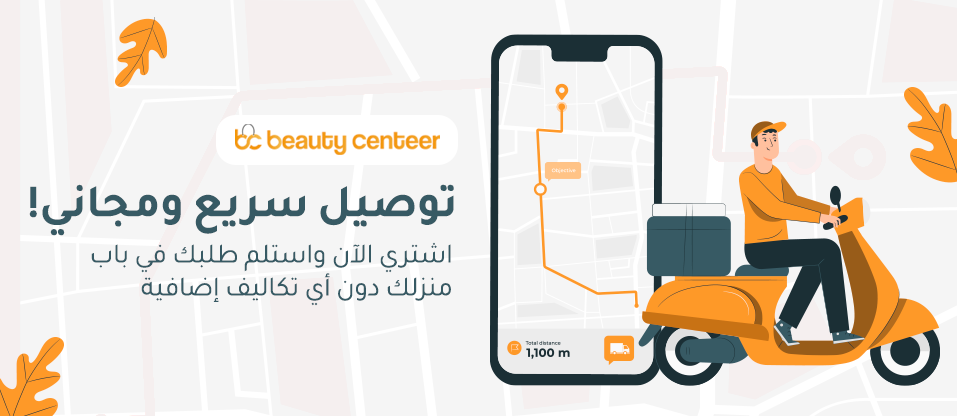 bc beauty centeer
توصيل سريع ومجاني!
اشتري الآن واستلم طلبك في باب
منزلك دون أي تكاليف إضافية
Objective
Total distance
1,100 m